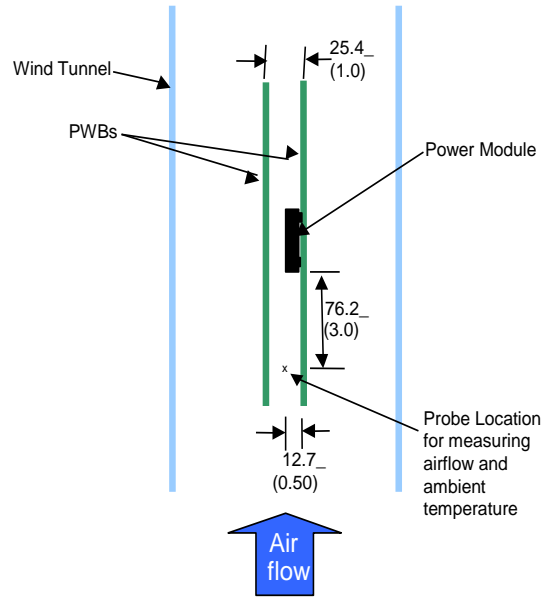 25.4_
(1.0)
Wind Tunnel
PWBs
Power Module
76.2_
(3.0)
x
Probe Location
for measuring
airflow and
ambient
temperature
12.7_
(0.50)
Air
flow